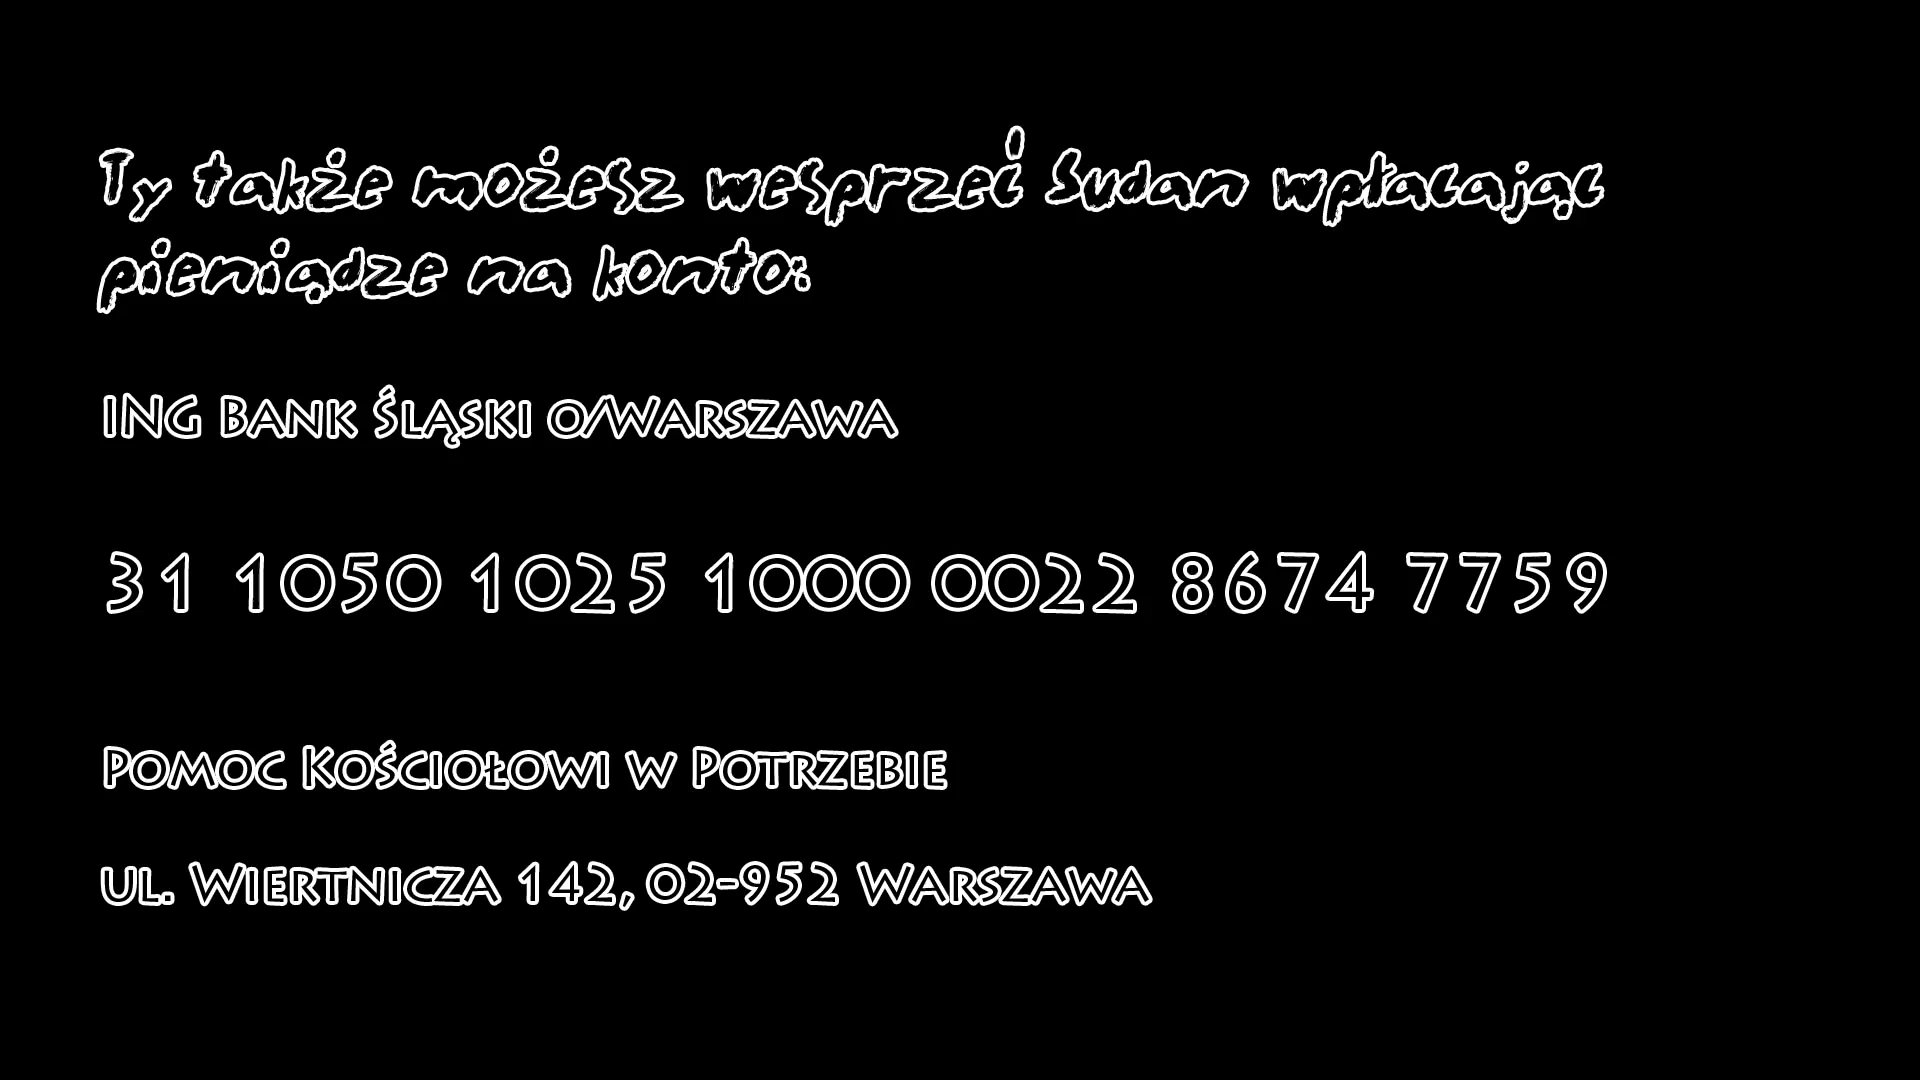 Ty także możesz wesprzeć Sudan wpłacając
pieniądze na konto:
ING Bank Śląski o/Warszawa
31 1050 1025 1000 0022 8674 7759
Pomoc Kościołowi w Potrzebie
ul. Wiertnicza 142, 02-952 Warszawa